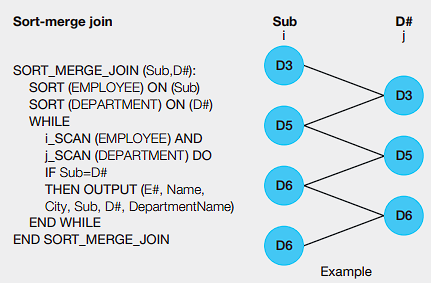 Sort-merge join
Sub
D#
i
j
SORT_MERGE_JOIN (Sub,D#):
SORT (EMPLOYEE) ON (Sub)
SORT (DEPARTMENT) ON (D#)
WHILE
i_SCAN (EMPLOYEE) AND
j_SCAN (DEPARTMENT) DO
IF Sub=D#
THEN OUTPUT (E#, Name,
City, Sub, D#, DepartmentName)
END WHILE
END SORT_MERGE_JOIN
D3
D3
D5
D5
D6
D6
D6
Example